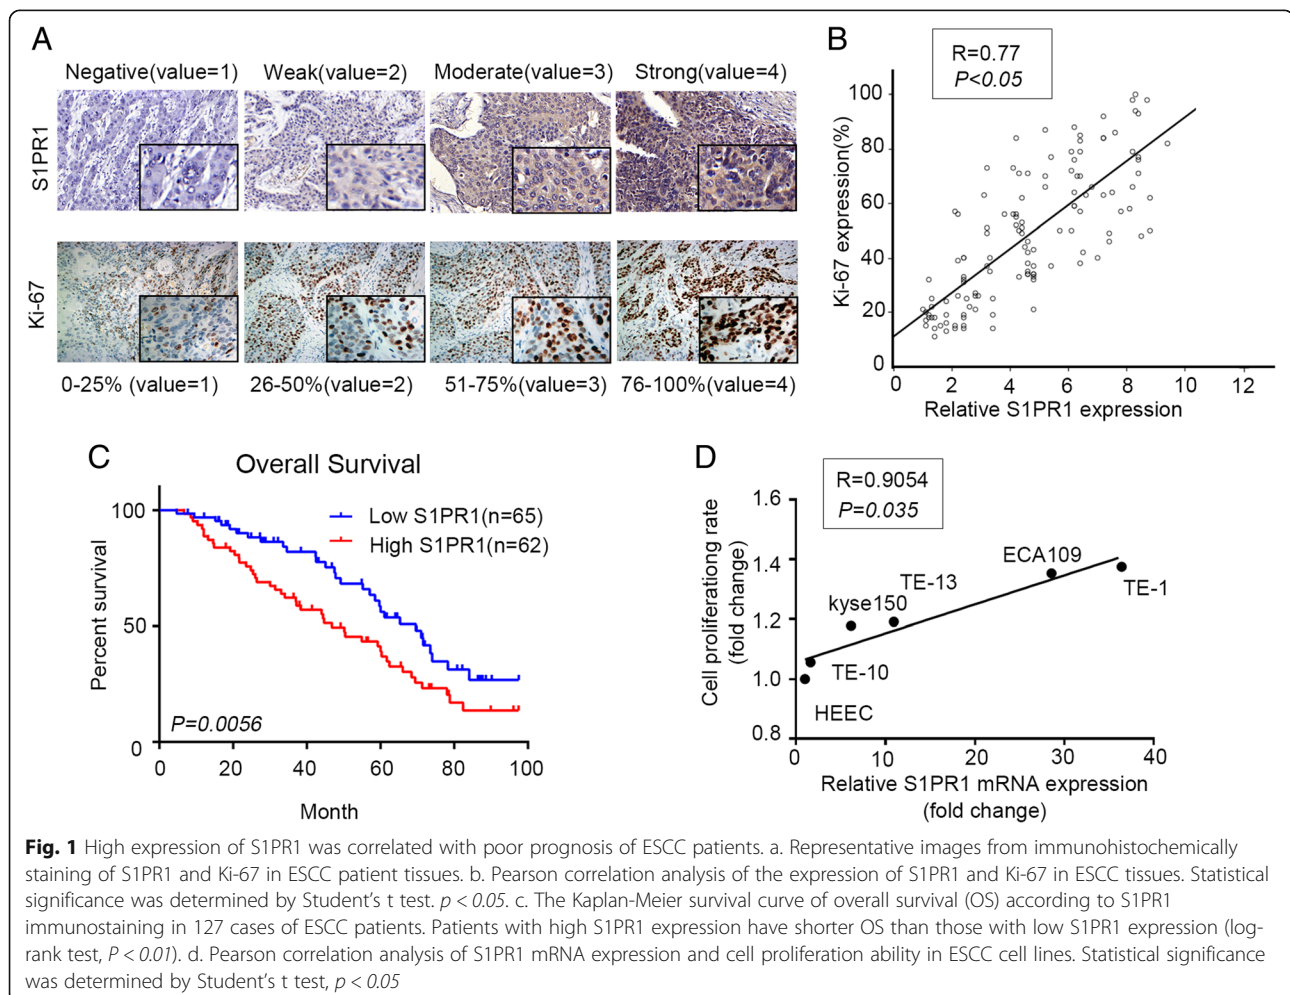 A
Negative(value=1) Weak(value=2) Moderate(value=3) Strong(value=4)
S1PR1
Ki-67
0-25% (value=1) 26-50%(value=2) 51-75%(value=3) 76-100%(value=4)
B
R=0.77
P<0.05
Ki-67 expression(%)
100
80
60
40
20
0
0 2 4 6 8 10 12
Relative S1PR1 expression
C
Overall Survival
Low S1PR1(n=65)
High S1PR1(n=62)
Percent survival
100
50
0
P=0.0056
0 20 40 60 80 100
Month
D
R=0.9054
P=0.035
Cell proliferationg rate
(fold change)
1.6
1.4
1.2
1.0
0.8
ECA109
TE-13
TE-1
kyse150
TE-10
HEEC
0 10 20 30 40
Relative S1PR1 mRNA expression
(fold change)
Fig. 1 High expression of S1PR1 was correlated with poor prognosis of ESCC patients. a. Representative images from immunohistochemically
staining of S1PR1 and Ki-67 in ESCC patient tissues. b. Pearson correlation analysis of the expression of S1PR1 and Ki-67 in ESCC tissues. Statistical
significance was determined by Student's t test. p < 0.05. c. The Kaplan-Meier survival curve of overall survival (OS) according to S1PR1
immunostaining in 127 cases of ESCC patients. Patients with high S1PR1 expression have shorter OS than those with low S1PR1 expression (log-
rank test, P < 0.01). d. Pearson correlation analysis of S1PR1 mRNA expression and cell proliferation ability in ESCC cell lines. Statistical significance
was determined by Student's t test, p < 0.05